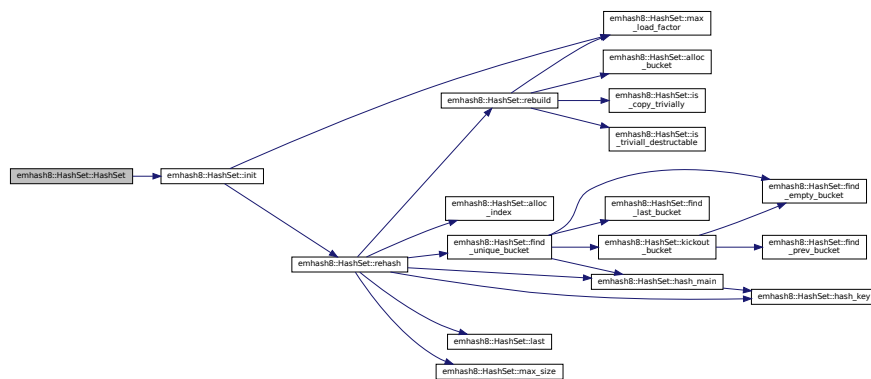 emhash8::HashSet::max
_load_factor
emhash8::HashSet::alloc
_bucket
emhash8::HashSet::rebuild
emhash8::HashSet::is
_copy_trivially
emhash8::HashSet::is
_triviall_destructable
emhash8::HashSet::HashSet
emhash8::HashSet::init
emhash8::HashSet::find
_empty_bucket
emhash8::HashSet::alloc
_index
emhash8::HashSet::find
_last_bucket
emhash8::HashSet::find
_unique_bucket
emhash8::HashSet::kickout
_bucket
emhash8::HashSet::find
_prev_bucket
emhash8::HashSet::rehash
emhash8::HashSet::hash_main
emhash8::HashSet::hash_key
emhash8::HashSet::last
emhash8::HashSet::max_size